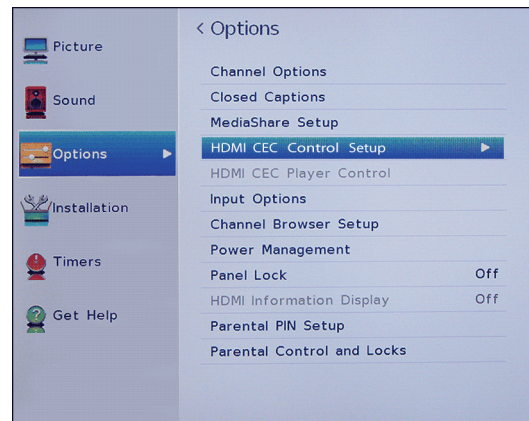 Picture
Sound
Options
Installation
Timers
Get Help
< Options
Channel Options
Closed Captions
MediaShare Setup
HDMI CEC Control Setup
HDMI CEC Player Control
Input Options
Channel Browser Setup
Power Management
Panel Lock Off
HDMI Information Display Off
Parental PIN Setup
Parental Control and Locks